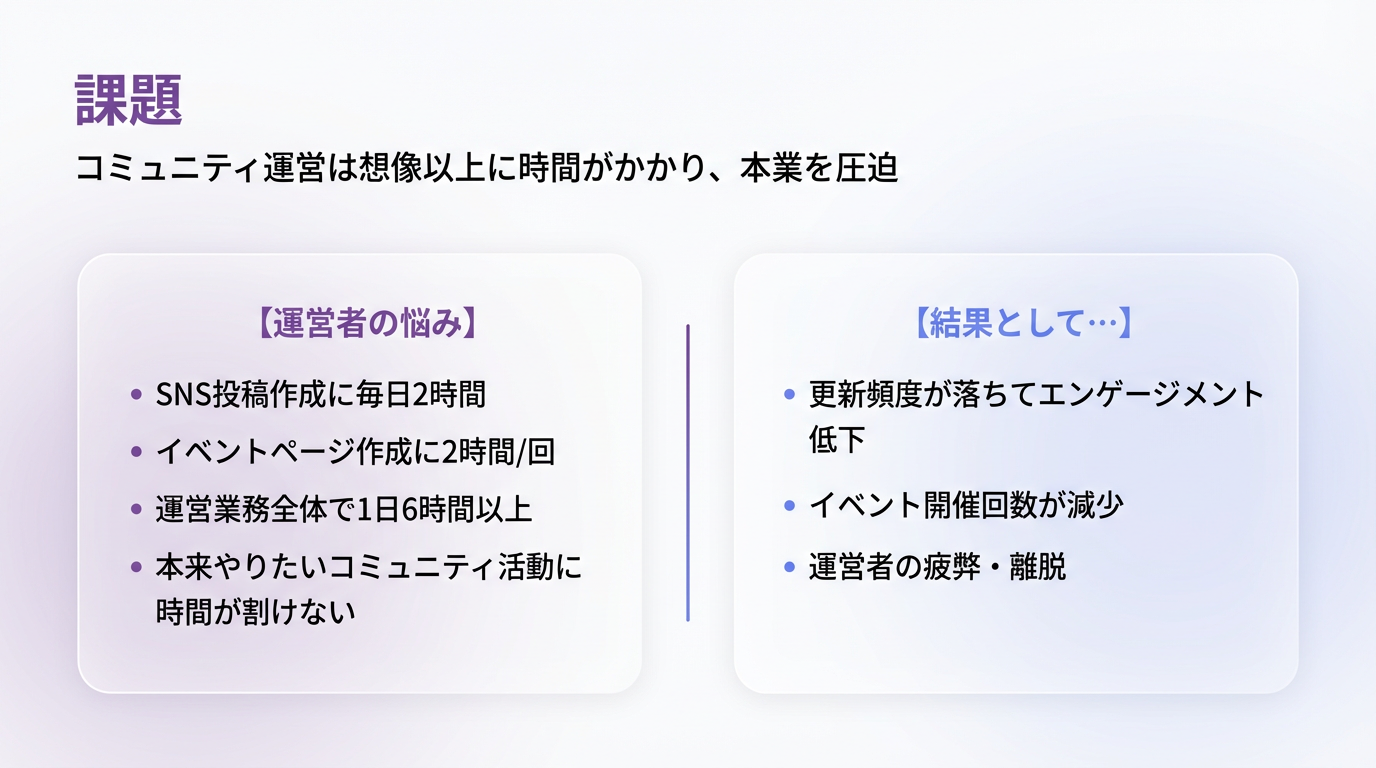 課題
コミュニティ運営は想像以上に時間がかかり、本業を圧迫
【運営者の悩み】
• SNS投稿作成に毎日2時間
• イベントページ作成に2時間/回
• 運営業務全体で1日6時間以上
• 本来やりたいコミュニティ活動に
時間が割けない
【結果として…】
• 更新頻度が落ちてエンゲージメント
低下
• イベント開催回数が減少
• 運営者の疲弊・離脱